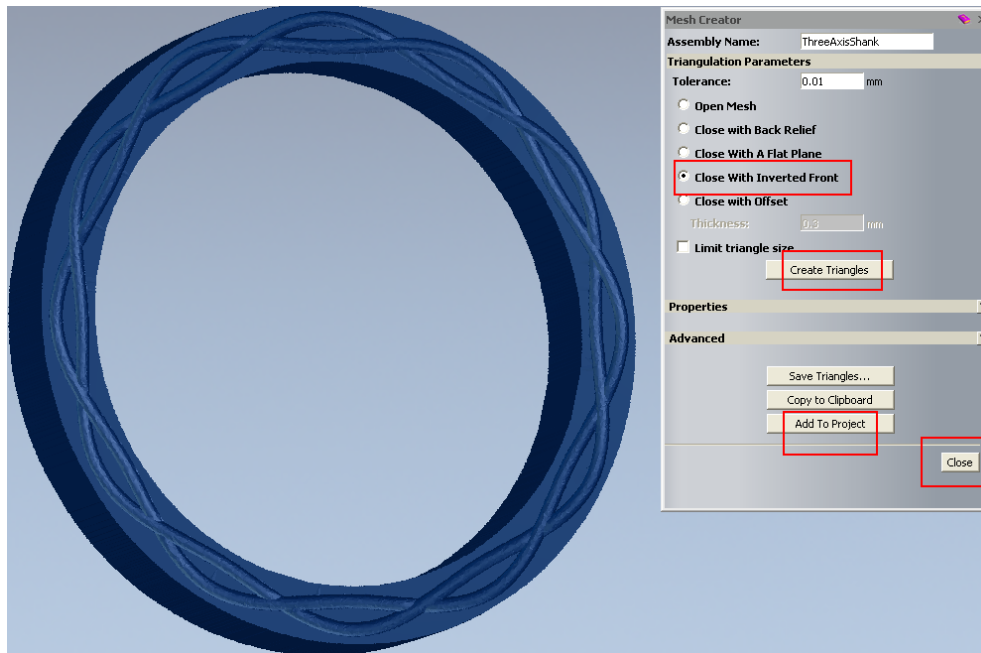 Mesh Creator
Assembly Name: ThreeAxisShank
Triangulation Parameters
Tolerance: 0.01 mm
Open Mesh
Close with Back Relief
Close With A Flat Plane
Close With Inverted Front
Close with Offset
Thickness: 0.3 mm
Limit triangle size
Create Triangles
Properties
Advanced
Save Triangles...
Copy to Clipboard
Add To Project
Close